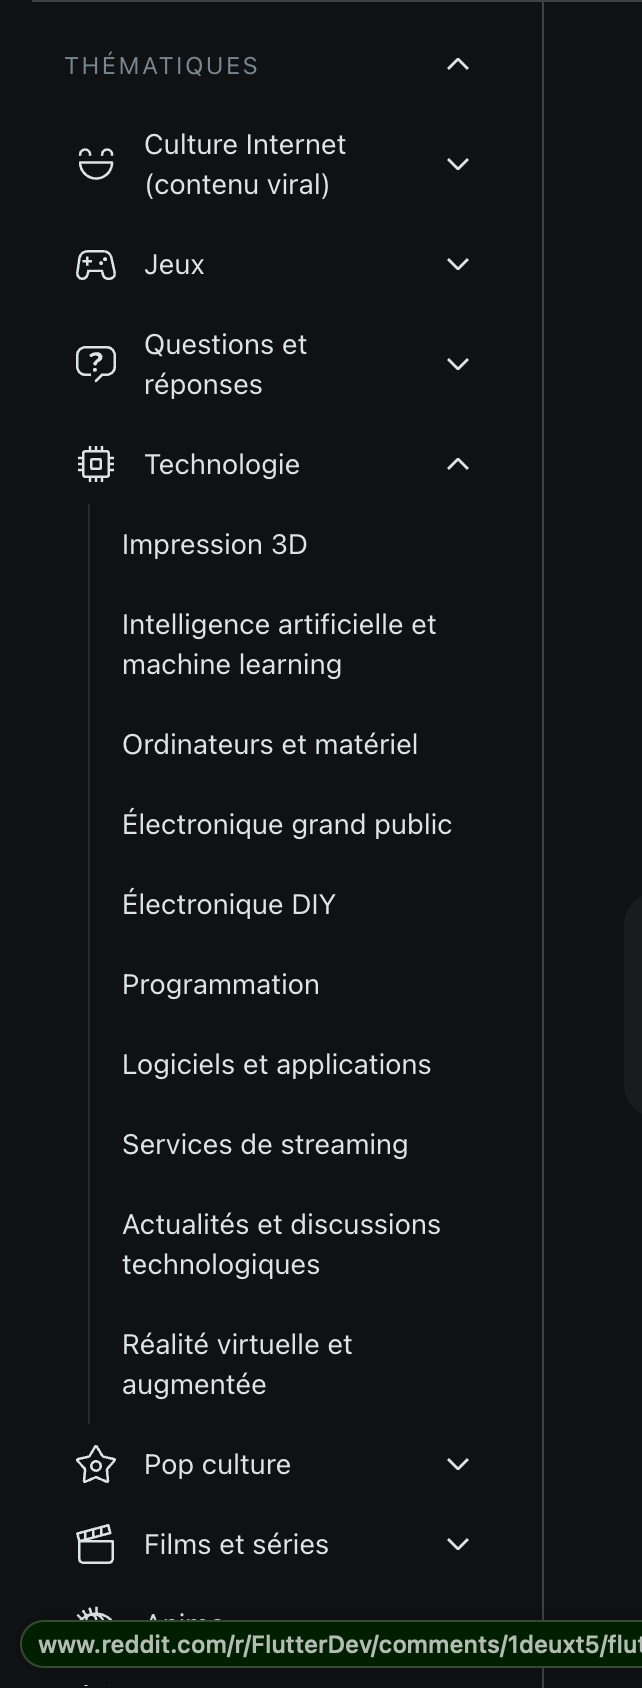 THÉMATIQUES
Culture Internet
(contenu viral)
Jeux
Questions et
réponses
Technologie
Impression 3D
Intelligence artificielle et
machine learning
Ordinateurs et matériel
Électronique grand public
Électronique DIY
Programmation
Logiciels et applications
Services de streaming
Actualités et discussions
technologiques
Réalité virtuelle et
augmentée
Pop culture
Films et séries
www.reddit.com/r/FlutterDev/comments/1deuxt5/flut